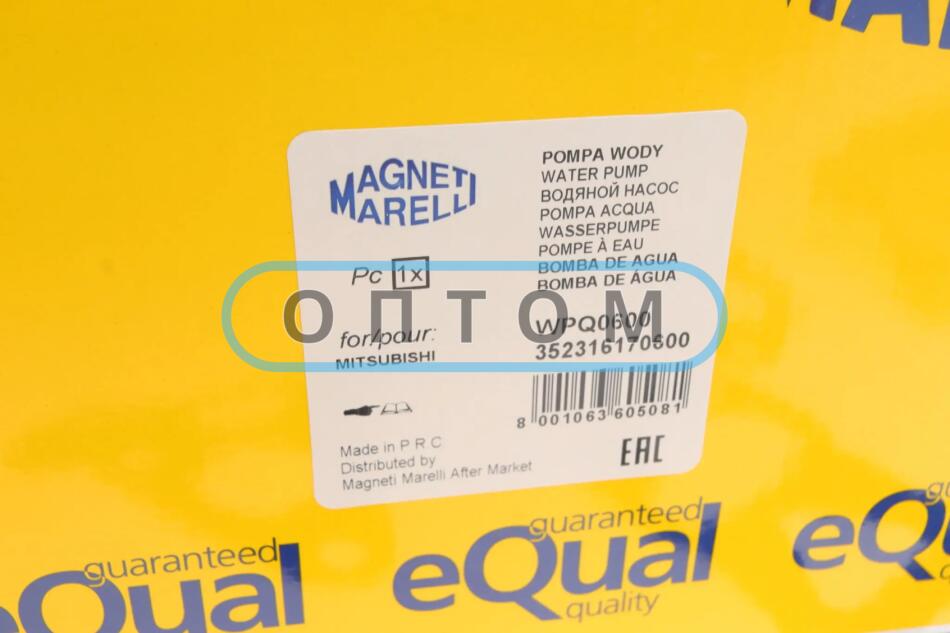 MAGNETI
MARELLI
POMPA WODY
WATER PUMP
ВОДЯНОЙ НАСОС
POMPA ACQUA
WASSERPUMPE
POMPE À EAU
BOMBA DE AGUA
BOMBA DE ÁGUA
Pc 1x
ОПТОМ
for/pour:
MITSUBISHI
WPQ0600
352316170600
8 001063 605081
EAC
Made in P R C
Distributed by
Magneti Marelli After Market
guaranteed
eQual
guaranteed
eQual
quality
eQ